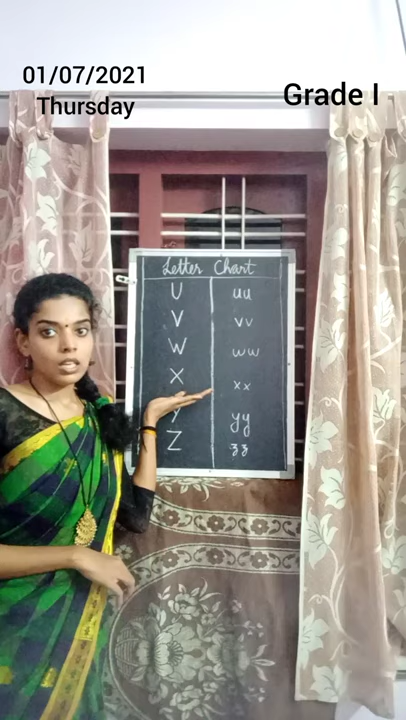 01/07/2021
Thursday
Grade I
Letter Chart
U uu
V vv
W ww
X xx
Y yy
Z zz